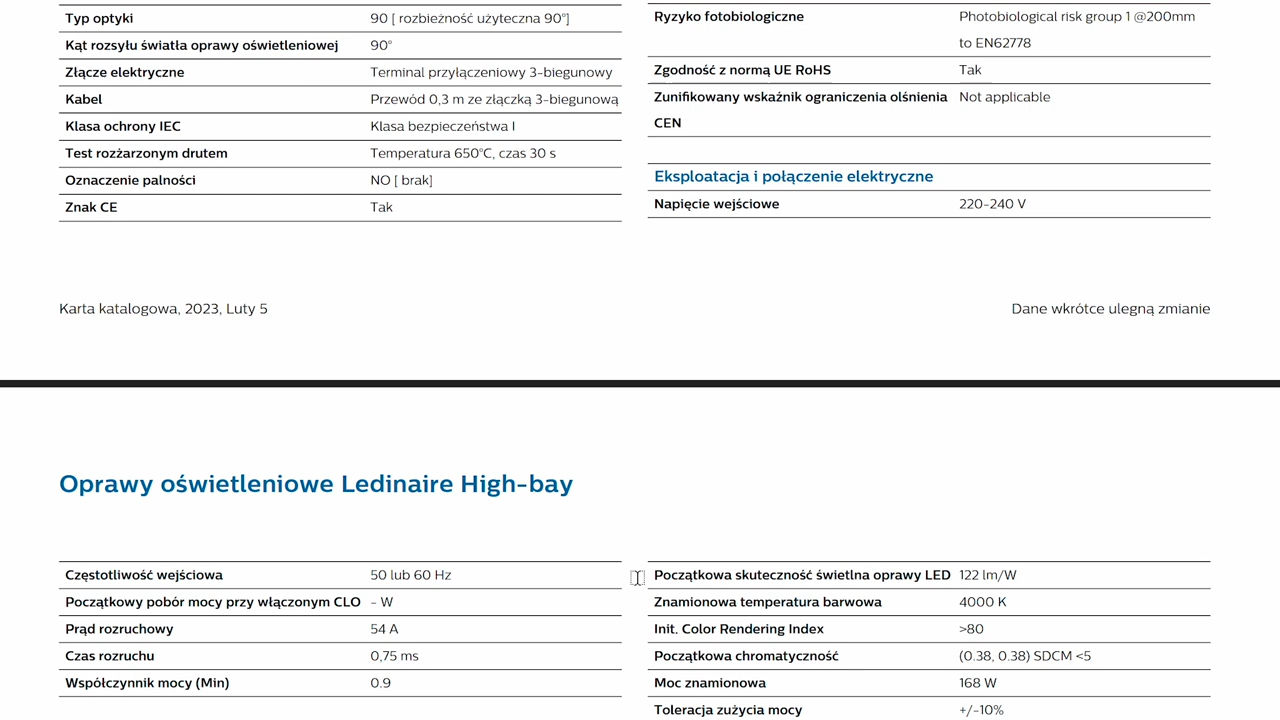 Typ optyki 90 [ rozbieżność użyteczna 90°]
Kąt rozsyłu światła oprawy oświetleniowej 90°
Złącze elektryczne Terminal przyłączeniowy 3-biegunowy
Kabel Przewód 0,3 m ze złączką 3-biegunową
Klasa ochrony IEC Klasa bezpieczeństwa I
Test rozżarzonym drutem Temperatura 650°C, czas 30 s
Oznaczenie palności NO [ brak]
Znak CE Tak
Ryzyko fotobiologiczne Photobiological risk group 1 @200mm
to EN62778
Zgodność z normą UE RoHS Tak
Zunifikowany wskaźnik ograniczenia olśnienia Not applicable
CEN
Eksploatacja i połączenie elektryczne
Napięcie wejściowe 220-240 V
Karta katalogowa, 2023, Luty 5
Dane wkrótce ulegną zmianie
Oprawy oświetleniowe Ledinaire High-bay
Częstotliwość wejściowa 50 lub 60 Hz
Początkowy pobór mocy przy włączonym CLO - W
Prąd rozruchowy 54 A
Czas rozruchu 0,75 ms
Współczynnik mocy (Min) 0.9
Początkowa skuteczność świetlna oprawy LED 122 lm/W
Znamionowa temperatura barwowa 4000 K
Init. Color Rendering Index >80
Początkowa chromatyczność (0.38, 0.38) SDCM <5
Moc znamionowa 168 W
Toleracja zużycia mocy +/-10%